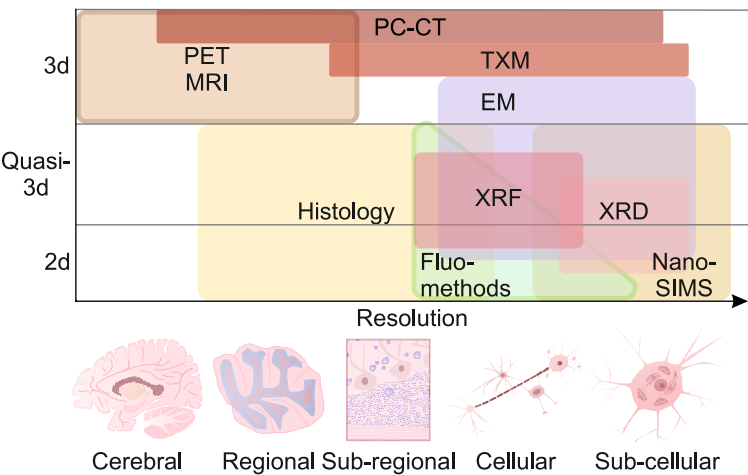 PC-CT
3d
PET
MRI
TXM
EM
Quasi-
3d
Histology
XRF
XRD
2d
Fluo-
methods
Nano-
SIMS
Resolution
Cerebral
Regional
Sub-regional
Cellular
Sub-cellular